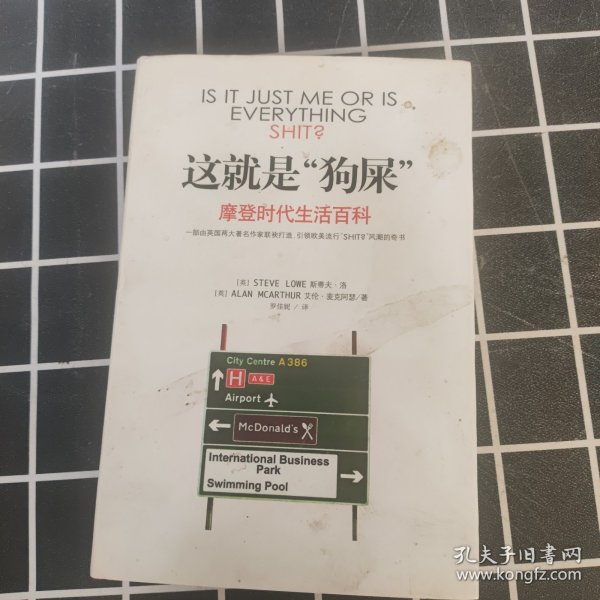 IS IT JUST ME OR IS
EVERYTHING
SHIT?
这就是“狗屎”
摩登时代生活百科
一部由英国两大著名作家联袂打造、引领欧美流行“SHIT?”风潮的奇书
[英] STEVE LOWE 斯蒂夫·洛
[英] ALAN MCARTHUR 艾伦·麦克阿瑟/著
罗佳妮 / 译
City Centre A386
H A&E
Airport
McDonald's
International Business
Park
Swimming Pool
孔夫子旧书网
www.kongfz.com